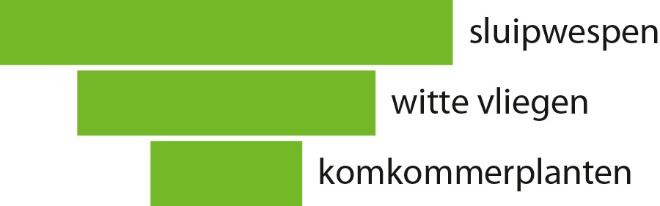 sluipwespen
witte vliegen
komkommerplanten